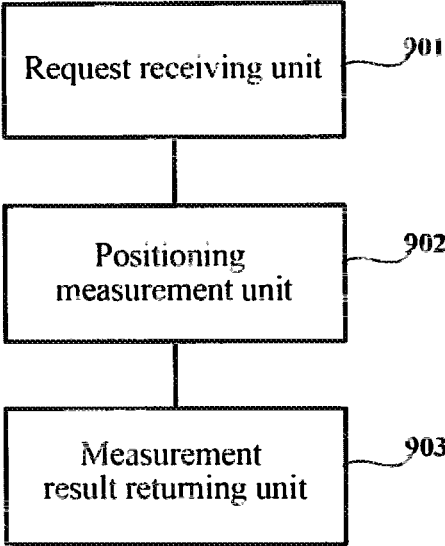 Request receiving unit
901
Positioning
measurement unit
902
Measurement
result returning unit
903